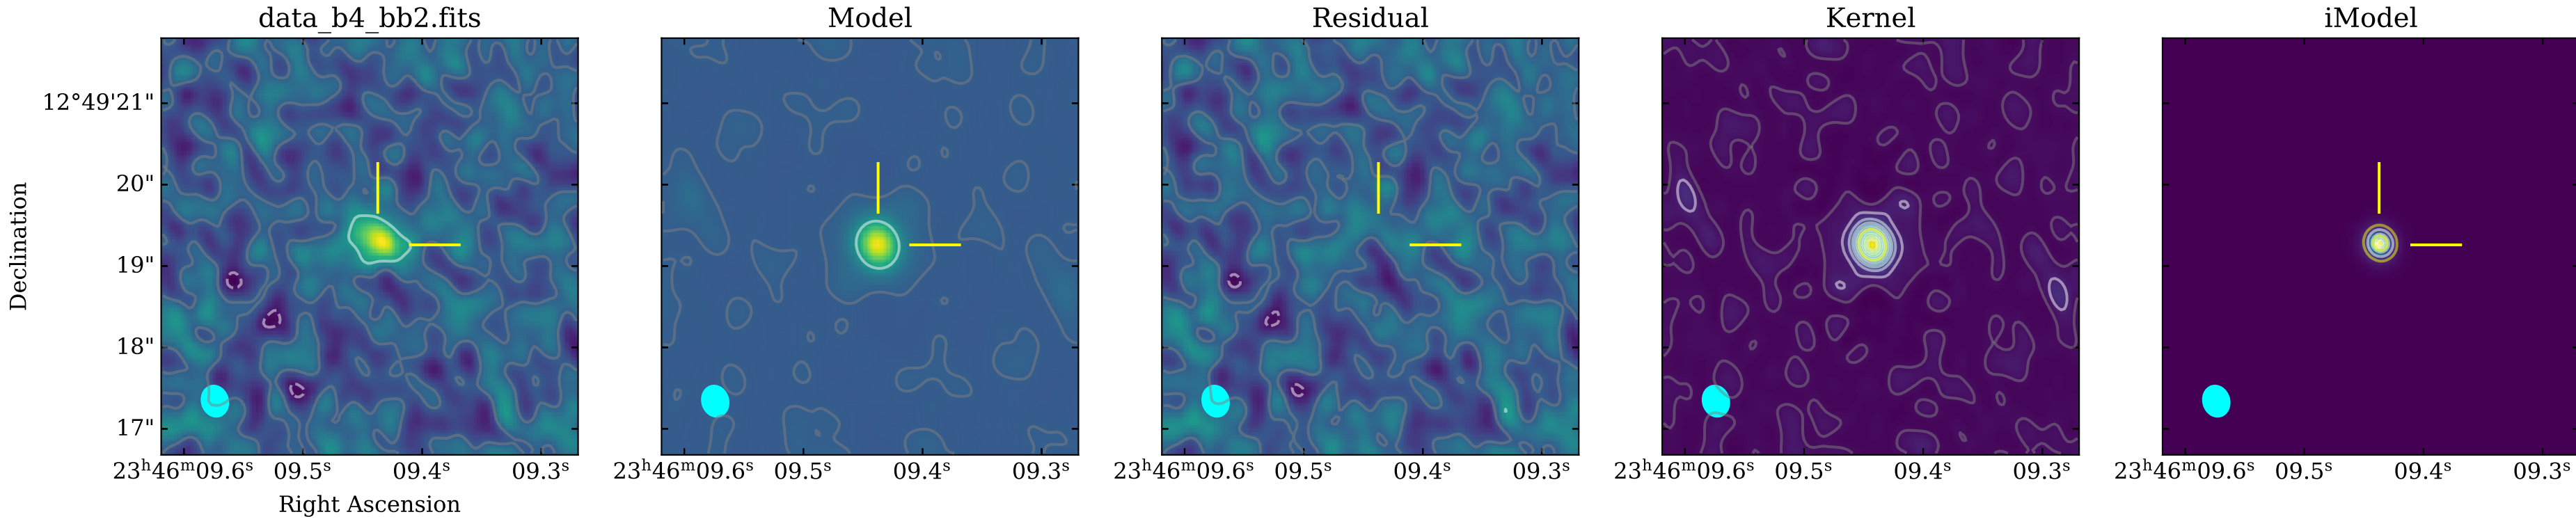 data_b4_bb2.fits
Model
Residual
Kernel
iModel
Declination
12°49'21"
20"
19"
18"
17"
23ʰ46ᵐ09.6ˢ 09.5ˢ 09.4ˢ 09.3ˢ
23ʰ46ᵐ09.6ˢ 09.5ˢ 09.4ˢ 09.3ˢ
23ʰ46ᵐ09.6ˢ 09.5ˢ 09.4ˢ 09.3ˢ
23ʰ46ᵐ09.6ˢ 09.5ˢ 09.4ˢ 09.3ˢ
23ʰ46ᵐ09.6ˢ 09.5ˢ 09.4ˢ 09.3ˢ
Right Ascension